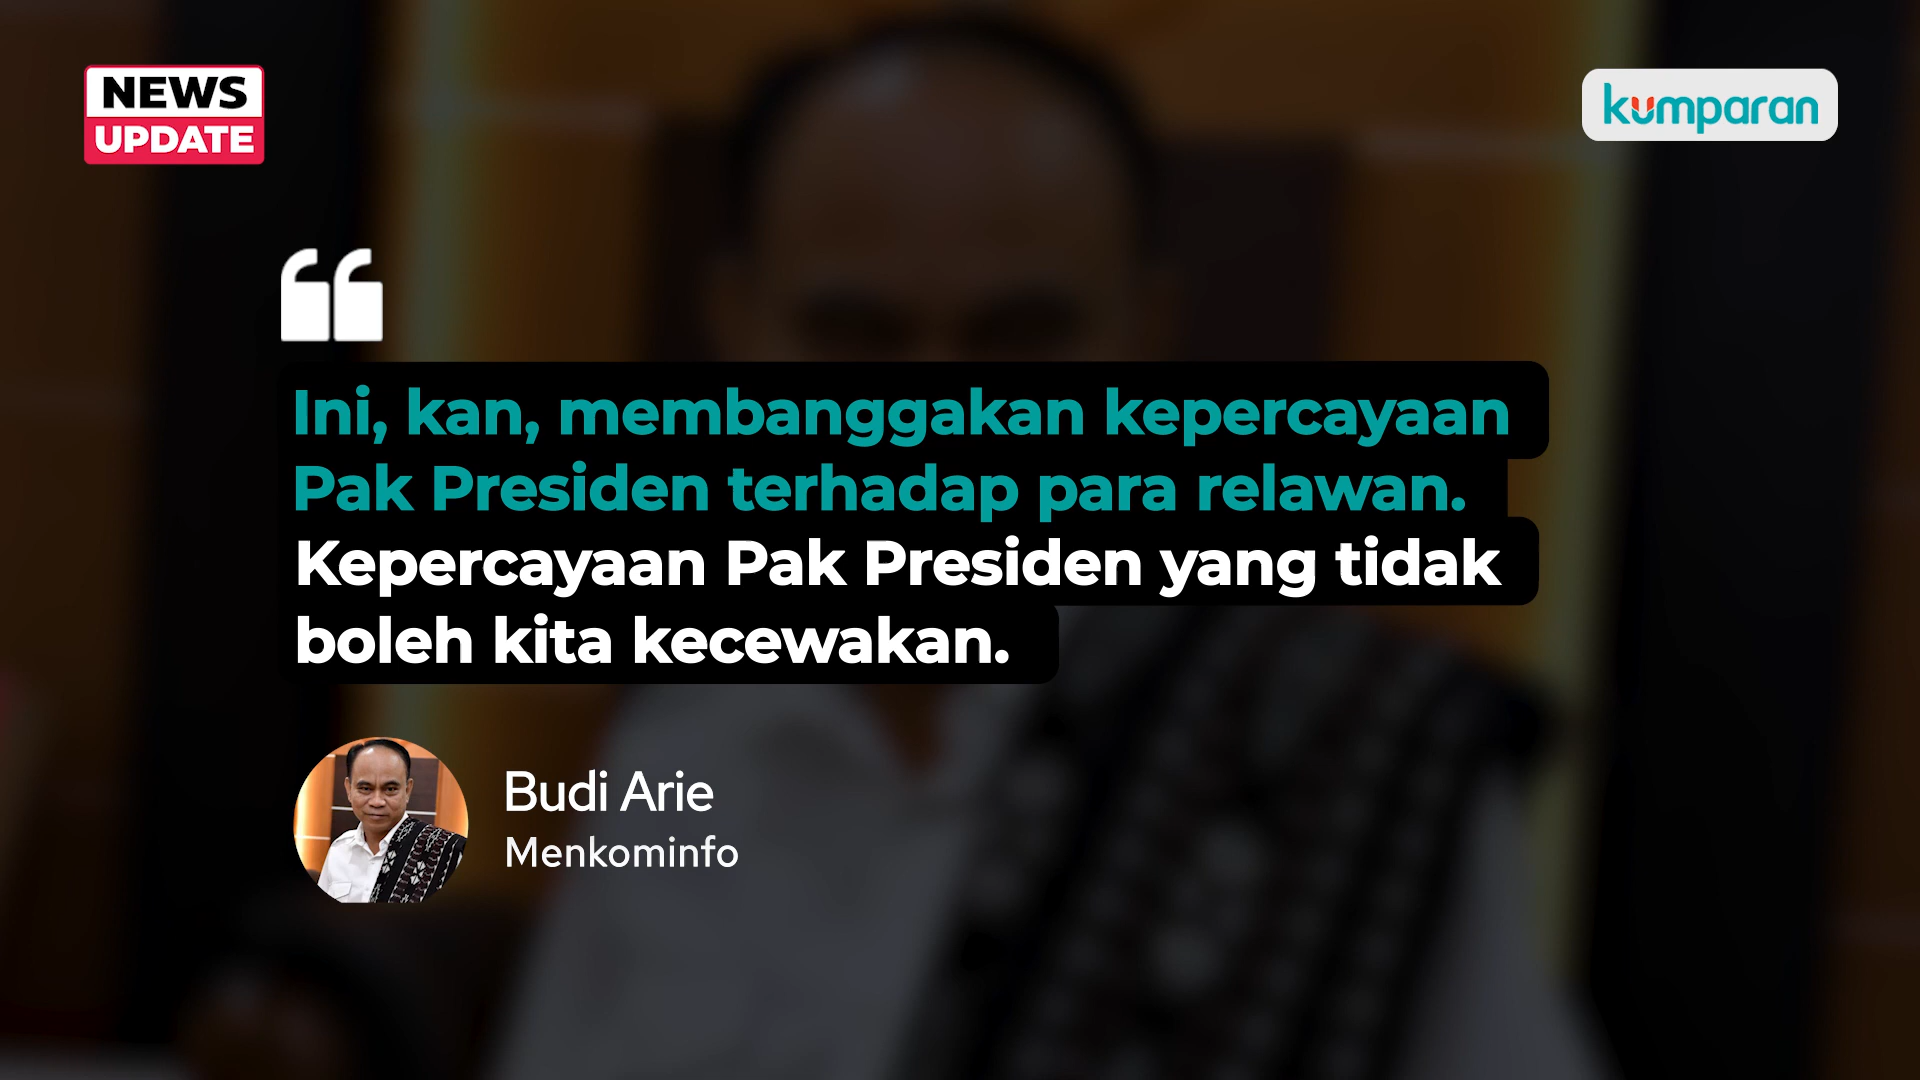 NEWS
UPDATE
kumparan
Ini, kan, membanggakan kepercayaan
Pak Presiden terhadap para relawan.
Kepercayaan Pak Presiden yang tidak
boleh kita kecewakan.
Budi Arie
Menkominfo